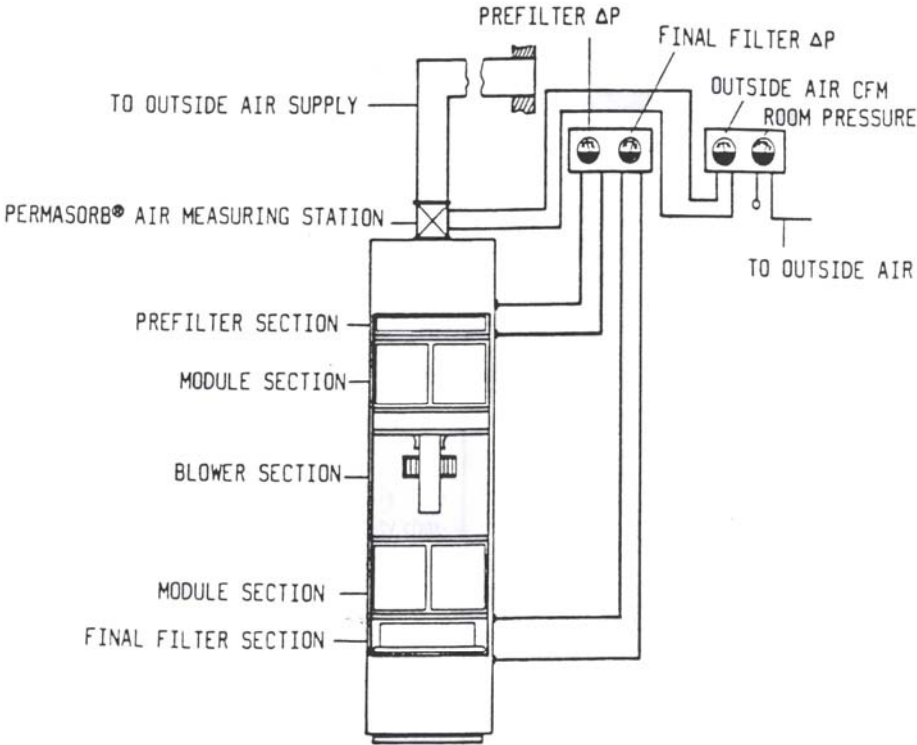 PREFILTER ΔP
FINAL FILTER ΔP
OUTSIDE AIR CFM
ROOM PRESSURE
TO OUTSIDE AIR SUPPLY
PERMASORB® AIR MEASURING STATION
TO OUTSIDE AIR
PREFILTER SECTION
MODULE SECTION
BLOWER SECTION
MODULE SECTION
FINAL FILTER SECTION